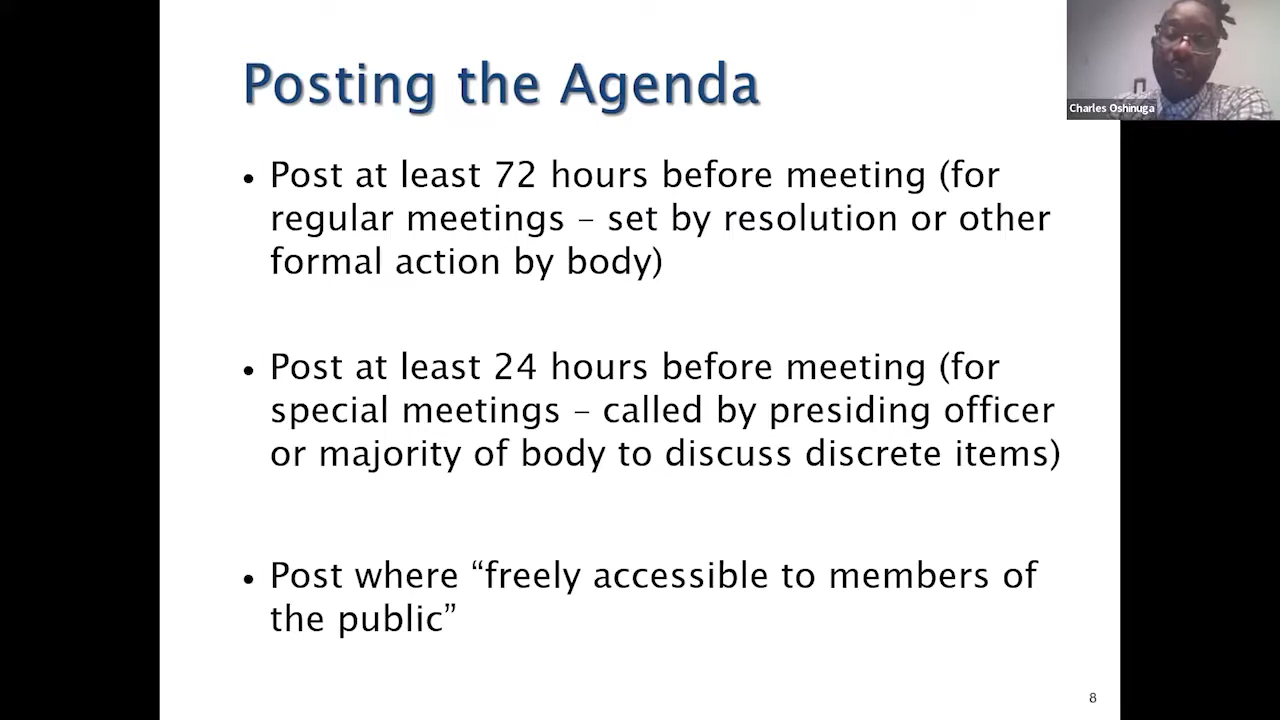 Posting the Agenda
Charles Oshinuga
• Post at least 72 hours before meeting (for
regular meetings – set by resolution or other
formal action by body)
• Post at least 24 hours before meeting (for
special meetings – called by presiding officer
or majority of body to discuss discrete items)
• Post where “freely accessible to members of
the public”
8